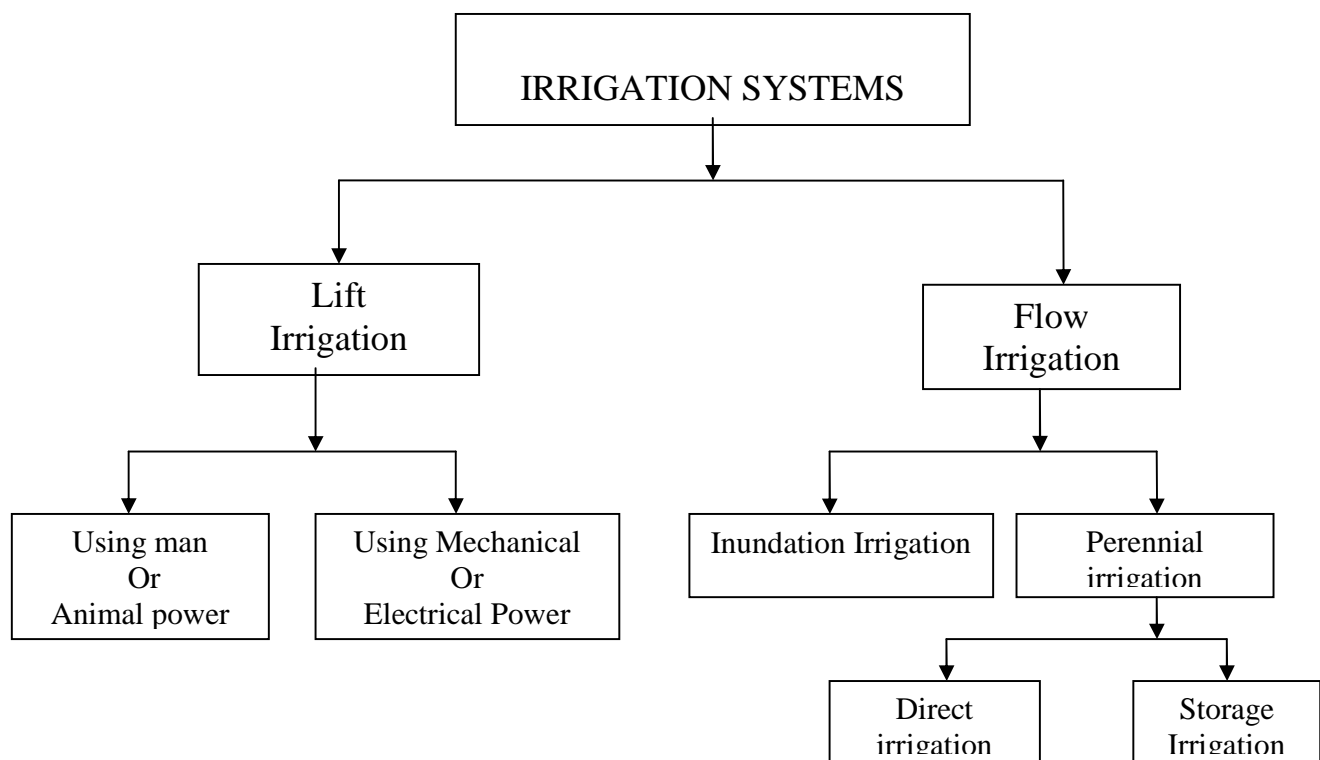 IRRIGATION SYSTEMS
Lift
Irrigation
Flow
Irrigation
Using man
Or
Animal power
Using Mechanical
Or
Electrical Power
Inundation Irrigation
Perennial
irrigation
Direct
irrigation
Storage
Irrigation